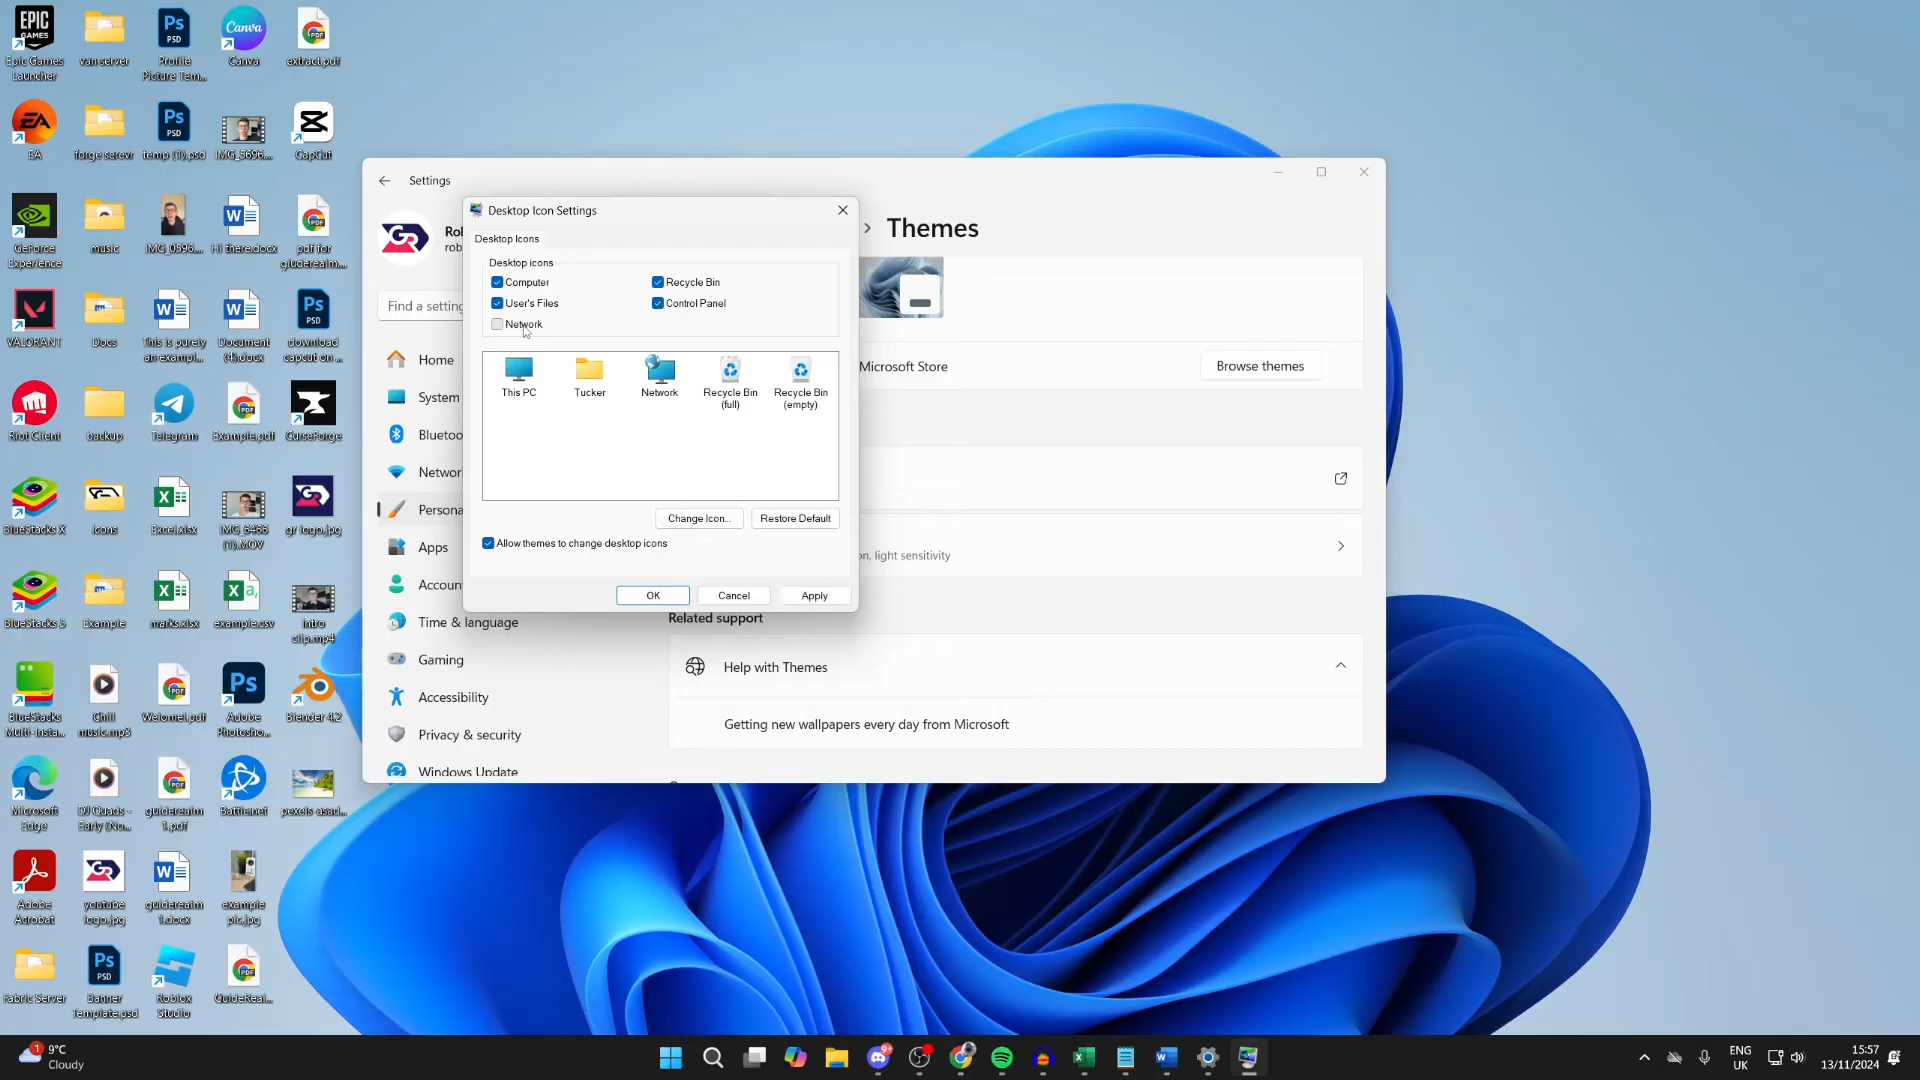 Epic Games
Launcher
van server
Profile
Picture Tem...
Canva
extract.pdf
EA
forge serevr
temp (1).psd
IMG_5696...
CapCut
GeForce
Experience
music
IMG_0596...
Hi there.docx
pdf for
giuderealm...
VALORANT
Docs
This is purely
an exampl...
Document
(4).docx
download
capcut on ...
Riot Client
backup
Telegram
Example.pdf
CurseForge
BlueStacks X
icons
Excel.xlsx
IMG_6466
(1).MOV
gr logo.jpg
BlueStacks 5
Example
marks.xlsx
example.csv
intro
clip.mp4
BlueStacks
Multi-Insta...
Chill
music.mp3
Welome!.pdf
Adobe
Photosho...
Blender 4.2
Microsoft
Edge
DJ Quads -
Early (No...
guiderealm
1.pdf
Battle.net
pexels-asad...
Adobe
Acrobat
youtube
logo.jpg
guiderealm
1.docx
example
pic.jpg
Fabric Server
Banner
Template.psd
Roblox
Studio
GuideReal...
Settings
Rol
rob
Find a setting
Home
System
Bluetoo
Networ
Persona
Apps
Accoun
Time & language
Gaming
Accessibility
Privacy & security
Windows Update
Desktop Icon Settings
Desktop Icons
Desktop icons
Computer
Recycle Bin
User's Files
Control Panel
Network
This PC
Tucker
Network
Recycle Bin
(full)
Recycle Bin
(empty)
Change Icon...
Restore Default
Allow themes to change desktop icons
OK
Cancel
Apply
> Themes
Microsoft Store
Browse themes
on, light sensitivity
Related support
Help with Themes
Getting new wallpapers every day from Microsoft
1
9°C
Cloudy
9+
ENG
UK
15:57
13/11/2024